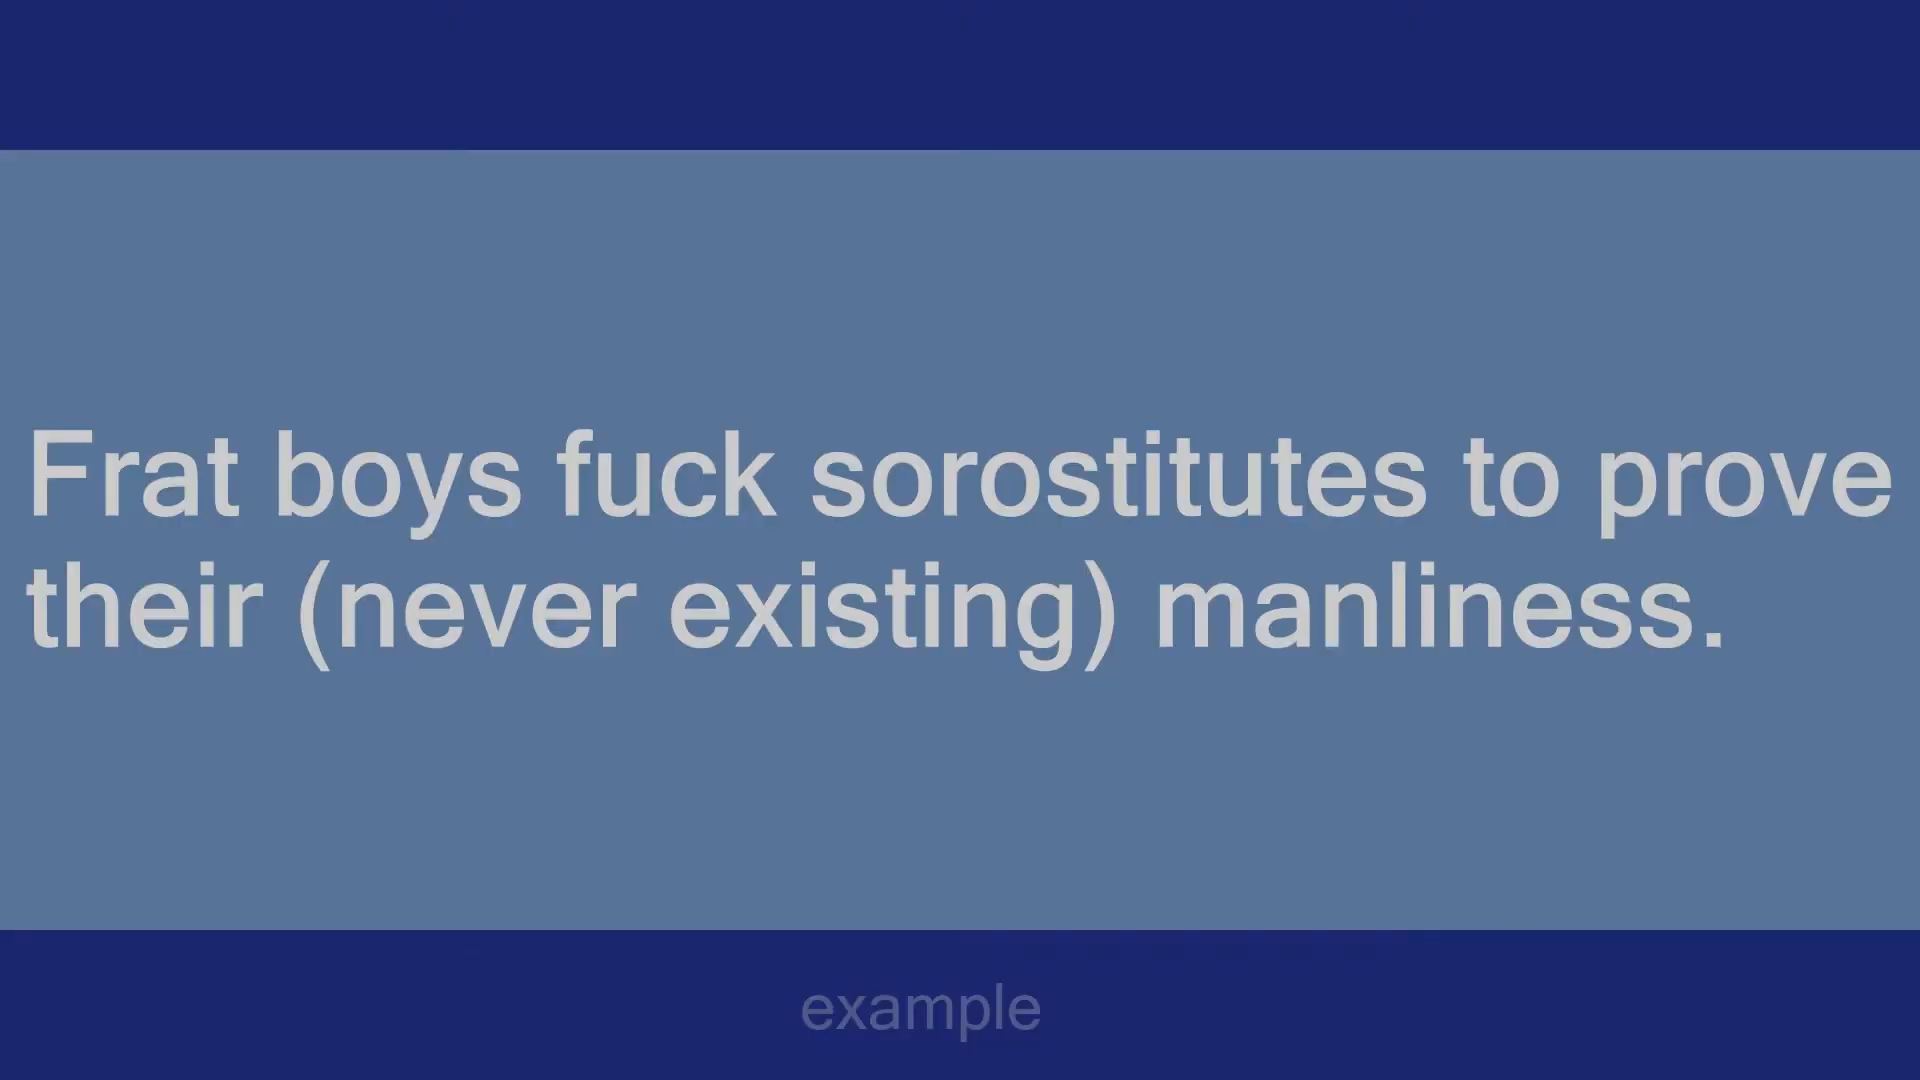 Frat boys fuck sorostitutes to prove
their (never existing) manliness.
example